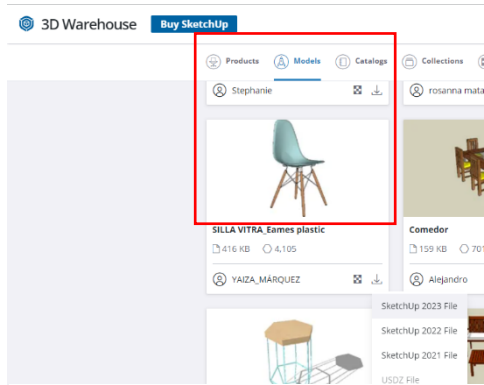 3D Warehouse Buy SketchUp
Products Models Catalogs Collections
Stephanie rosanna mata
SILLA VITRA_Eames plastic Comedor
416 KB 4,105 159 KB 701
YAIZA_MÁRQUEZ Alejandro
SketchUp 2023 File
SketchUp 2022 File
SketchUp 2021 File
USDZ File